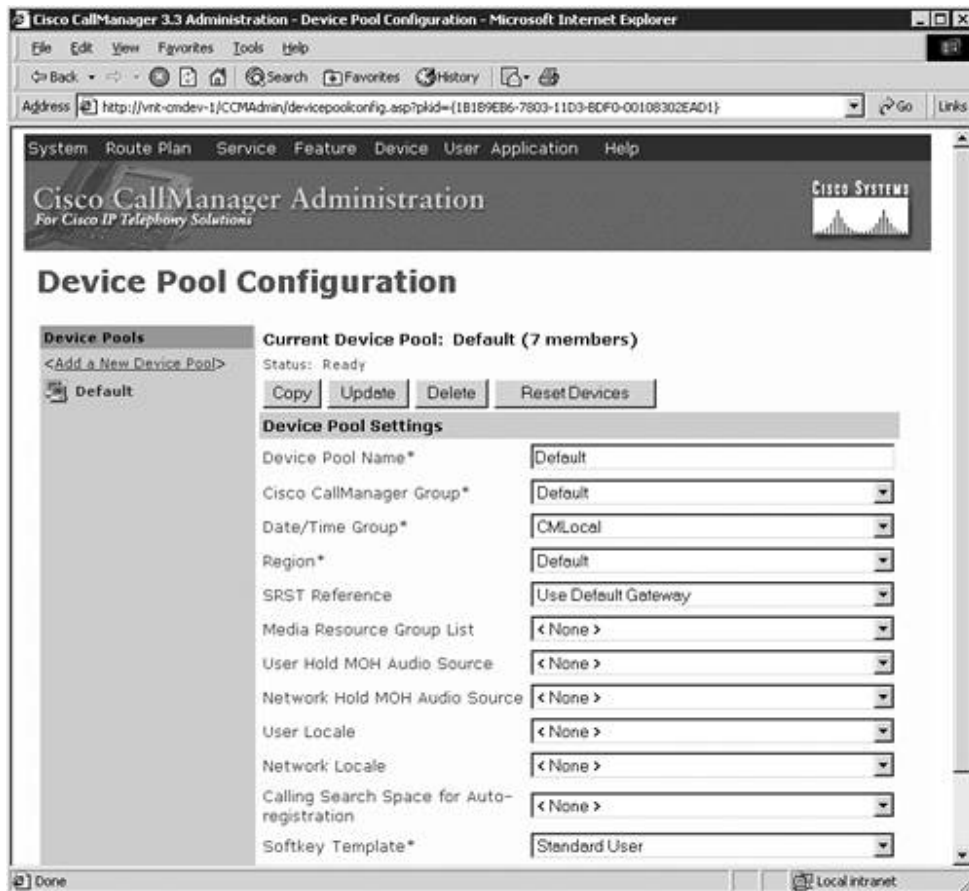 Cisco CallManager 3.3 Administration - Device Pool Configuration - Microsoft Internet Explorer
File Edit View Favorites Tools Help
Back Search Favorites History
Address http://vnt-cmdev-1/CCMAdmin/devicepoolconfig.asp?pkid={1B1B9EB6-7803-11D3-BDF0-00108302EAD1} Go Links
System Route Plan Service Feature Device User Application Help
Cisco CallManager Administration
For Cisco IP Telephony Solutions
CISCO SYSTEMS
Device Pool Configuration
Device Pools
<Add a New Device Pool>
Default
Current Device Pool: Default (7 members)
Status: Ready
Copy Update Delete Reset Devices
Device Pool Settings
Device Pool Name* Default
Cisco CallManager Group* Default
Date/Time Group* CMLocal
Region* Default
SRST Reference Use Default Gateway
Media Resource Group List < None >
User Hold MOH Audio Source < None >
Network Hold MOH Audio Source < None >
User Locale < None >
Network Locale < None >
Calling Search Space for Auto-
registration < None >
Softkey Template* Standard User
Done Local intranet